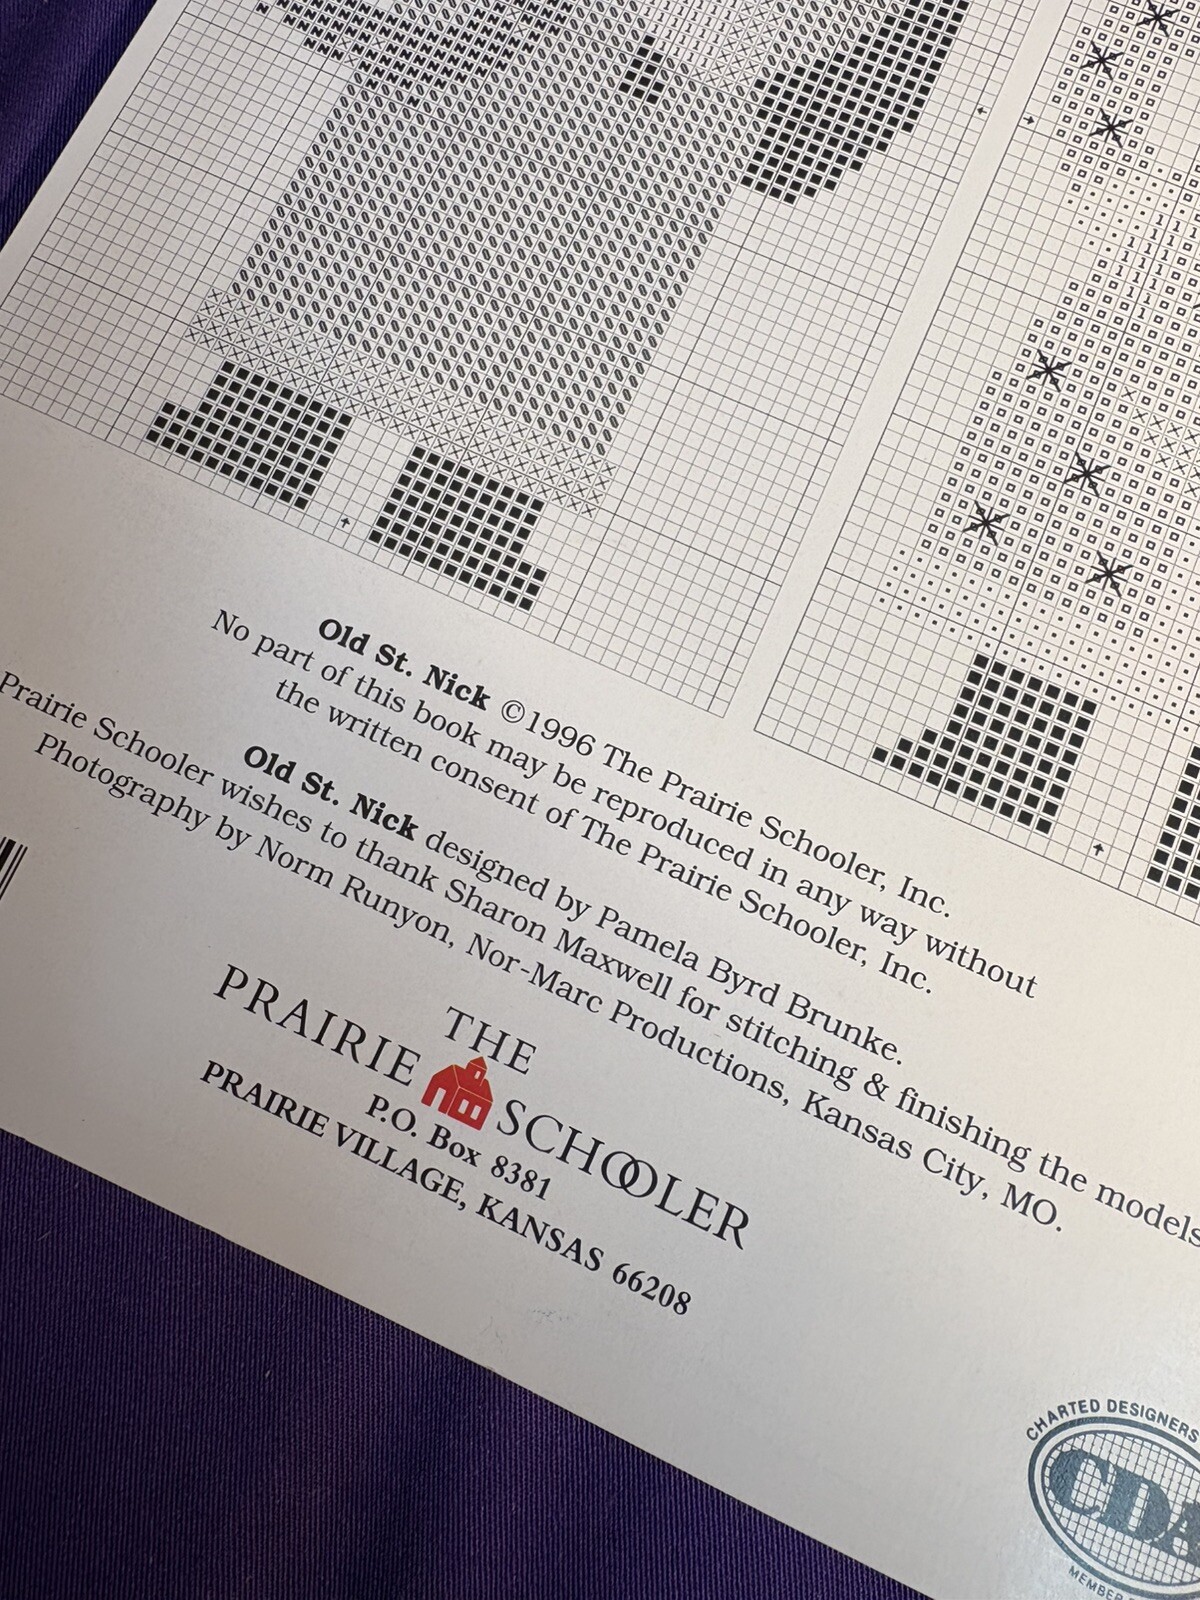 Old St. Nick ©1996 The Prairie Schooler, Inc.
No part of this book may be reproduced in any way without
the written consent of The Prairie Schooler, Inc.
Old St. Nick designed by Pamela Byrd Brunke.
Prairie Schooler wishes to thank Sharon Maxwell for stitching & finishing the models
Photography by Norm Runyon, Nor-Marc Productions, Kansas City, MO.
THE
PRAIRIE SCHOOLER
P.O. Box 8381
PRAIRIE VILLAGE, KANSAS 66208
CHARTED DESIGNERS
CDA
MEMBER